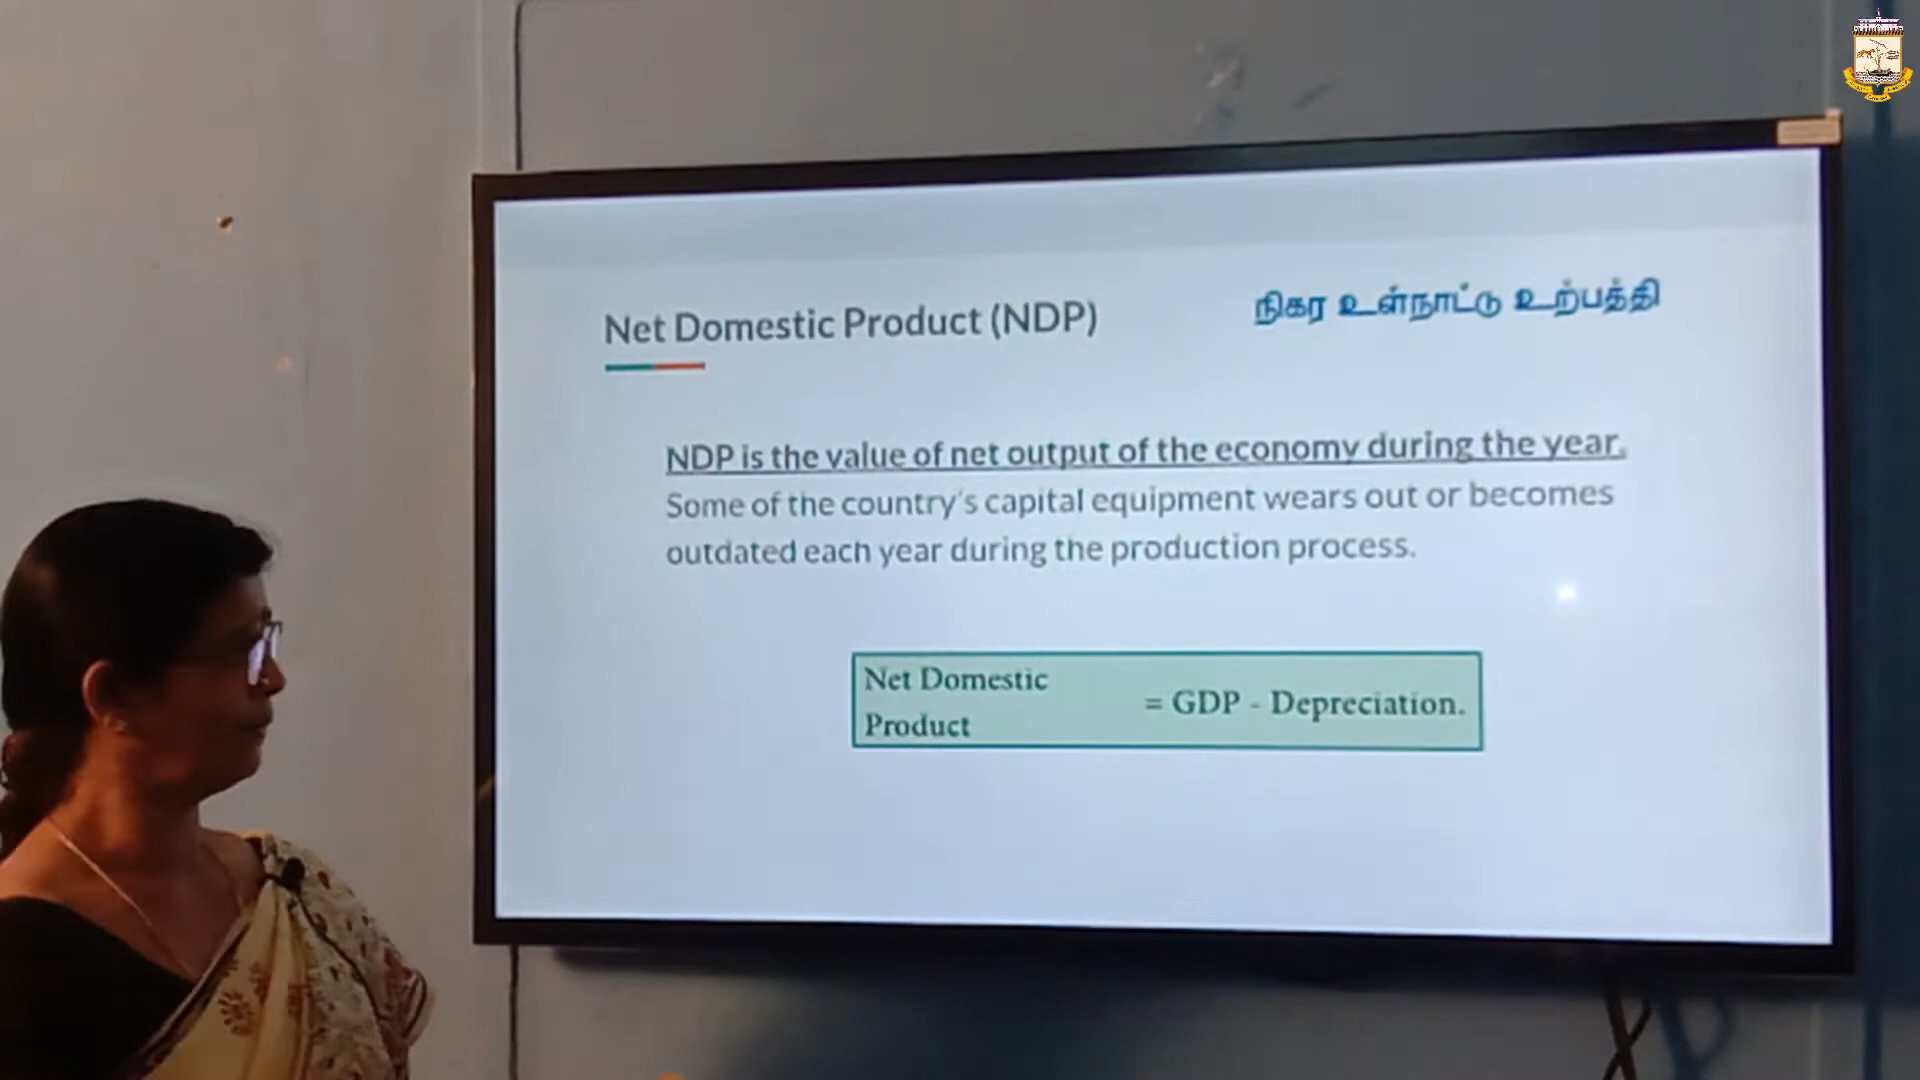 Net Domestic Product (NDP)
நிகர உள்நாட்டு உற்பத்தி
NDP is the value of net output of the economy during the year.
Some of the country's capital equipment wears out or becomes
outdated each year during the production process.
Net Domestic
Product
= GDP - Depreciation.